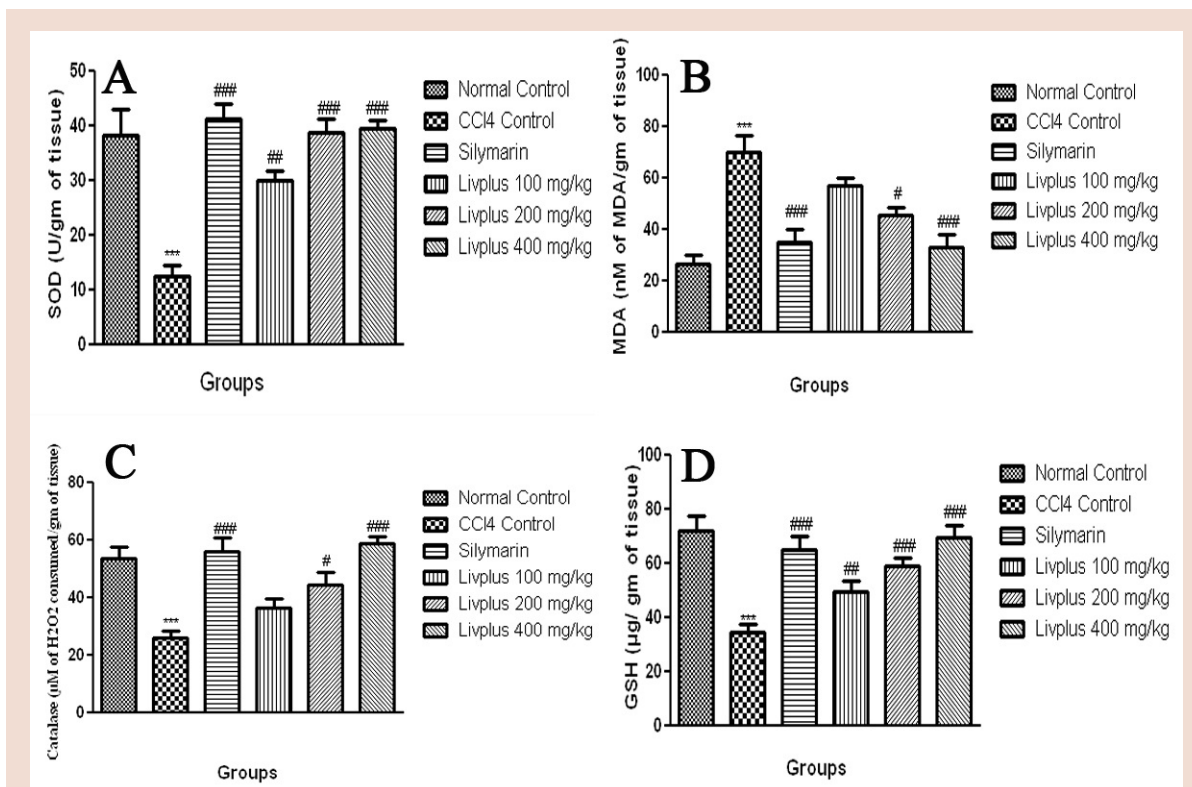 A
SOD (U/gm of tissue)
50
40
30
20
10
0
***
###
##
###
###
Groups
Normal Control
CCl4 Control
Silymarin
Livplus 100 mg/kg
Livplus 200 mg/kg
Livplus 400 mg/kg
B
MDA (nM of MDA/gm of tissue)
100
80
60
40
20
0
***
###
#
###
Groups
Normal Control
CCl4 Control
Silymarin
Livplus 100 mg/kg
Livplus 200 mg/kg
Livplus 400 mg/kg
C
Catalase (µM of H2O2 consumed/gm of tissue)
80
60
40
20
0
***
###
#
###
Groups
Normal Control
CCl4 Control
Silymarin
Livplus 100 mg/kg
Livplus 200 mg/kg
Livplus 400 mg/kg
D
GSH (µg/ gm of tissue)
100
80
60
40
20
0
***
###
##
###
###
Groups
Normal Control
CCl4 Control
Silymarin
Livplus 100 mg/kg
Livplus 200 mg/kg
Livplus 400 mg/kg